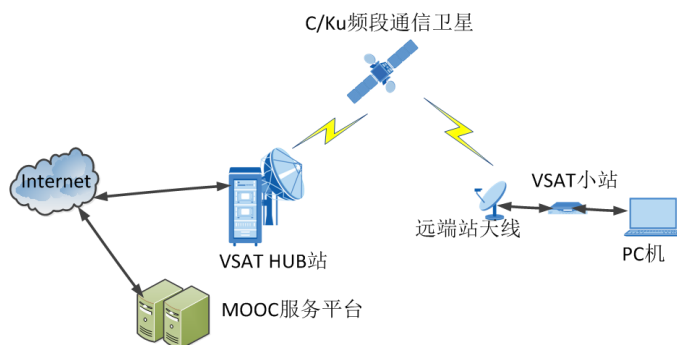 C/Ku频段通信卫星
Internet
VSAT小站
远端站天线
VSAT HUB站
PC机
MOOC服务平台